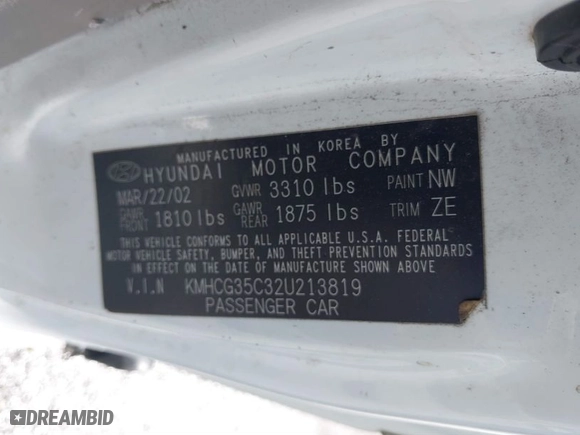 MANUFACTURED IN KOREA BY
HYUNDAI MOTOR COMPANY
MAR/22/02 GVWR 3310 lbs PAINT NW
GAWR FRONT 1810 lbs GAWR REAR 1875 lbs TRIM ZE
THIS VEHICLE CONFORMS TO ALL APPLICABLE U.S.A. FEDERAL
MOTOR VEHICLE SAFETY, BUMPER, AND THEFT PREVENTION STANDARDS
IN EFFECT ON THE DATE OF MANUFACTURE SHOWN ABOVE
V.I.N KMHCG35C32U213819
PASSENGER CAR
DREAMBID